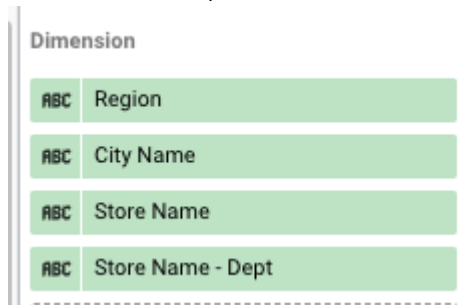 Dimension
ABC Region
ABC City Name
ABC Store Name
ABC Store Name - Dept